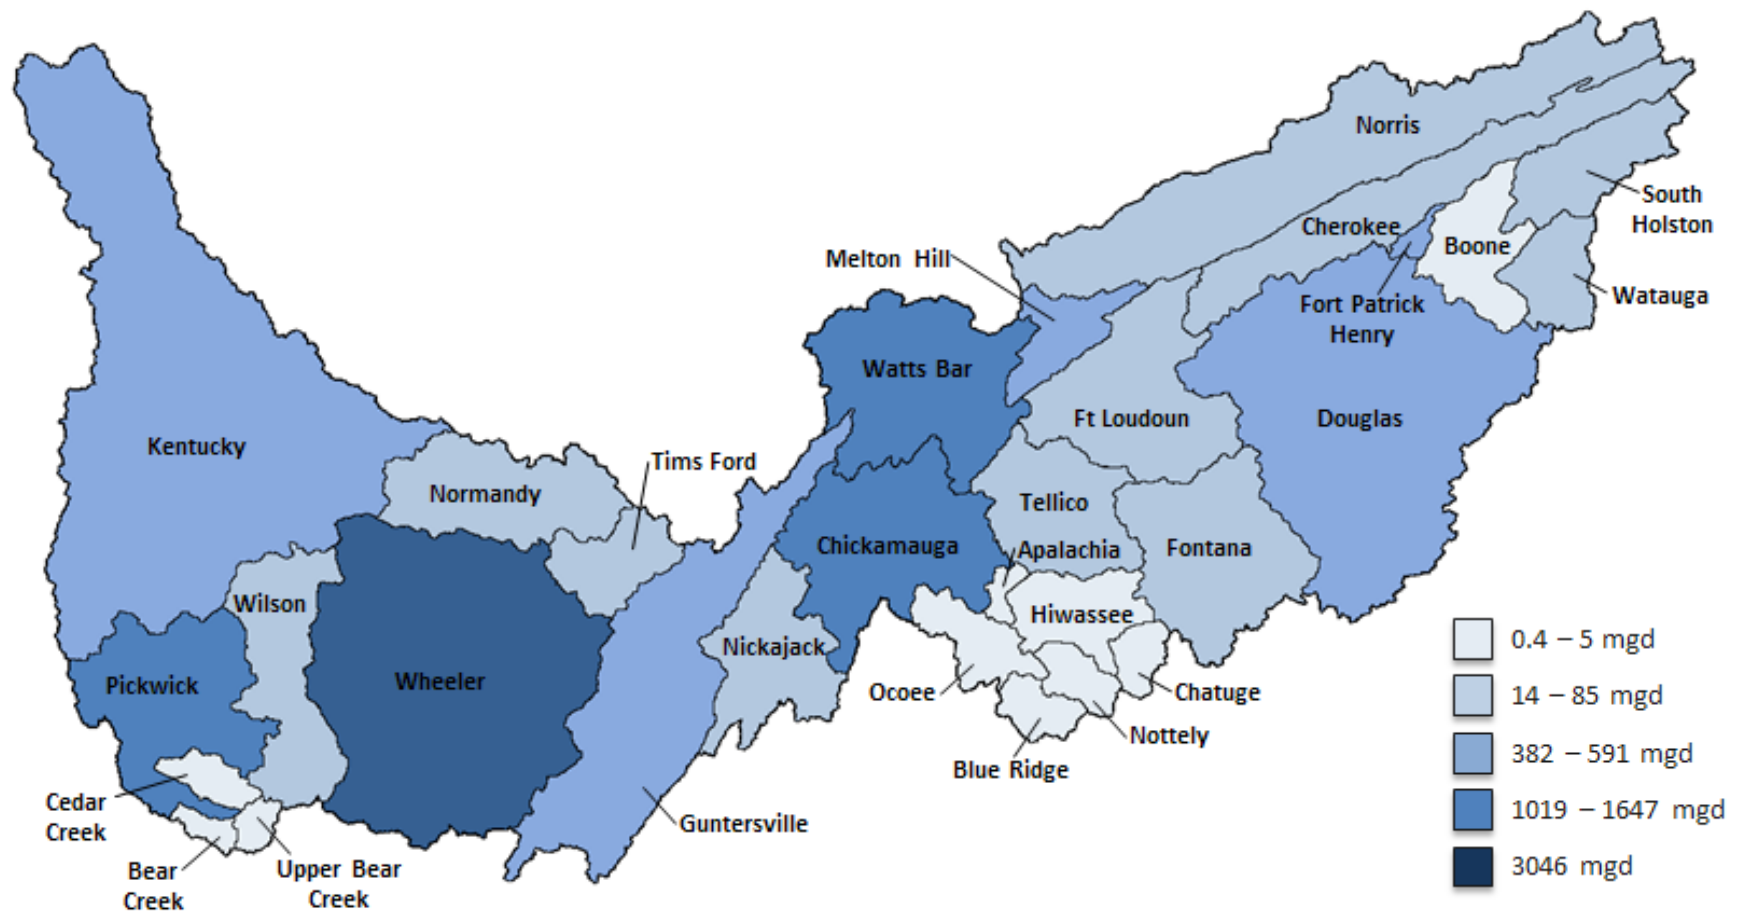 Norris
South
Holston
Cherokee
Boone
Melton Hill
Watauga
Fort Patrick
Henry
Watts Bar
Ft Loudoun
Douglas
Kentucky
Tims Ford
Normandy
Tellico
Chickamauga
Apalachia
Fontana
Wilson
Hiwassee
Nickajack
Pickwick
Wheeler
Ocoee
Chatuge
Nottely
Blue Ridge
Cedar
Creek
Guntersville
Bear
Creek
Upper Bear
Creek
0.4 – 5 mgd
14 – 85 mgd
382 – 591 mgd
1019 – 1647 mgd
3046 mgd